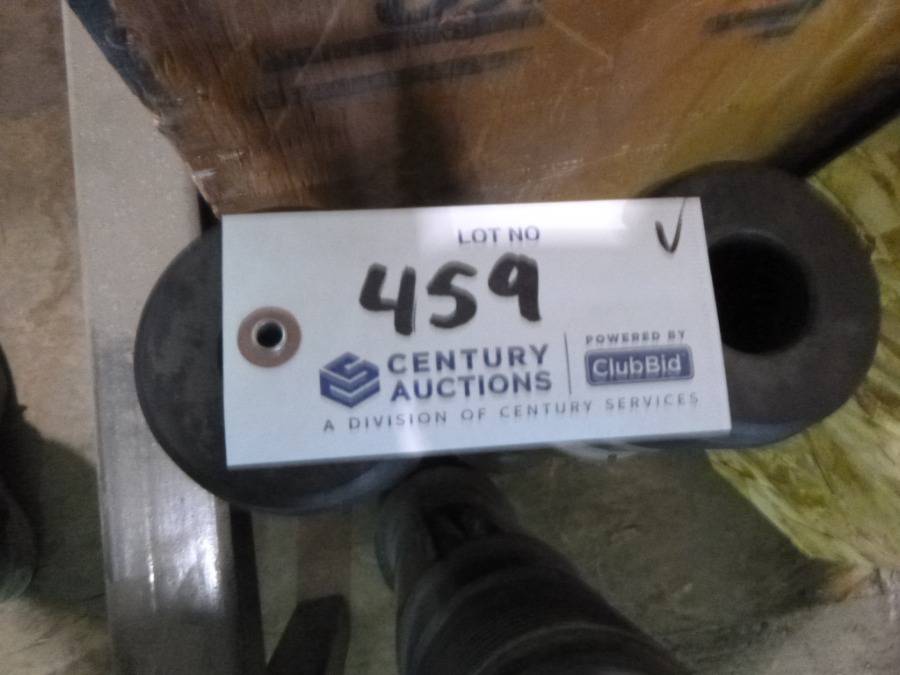 LOT NO
459
CENTURY
AUCTIONS
POWERED BY
ClubBid
A DIVISION OF CENTURY SERVICES